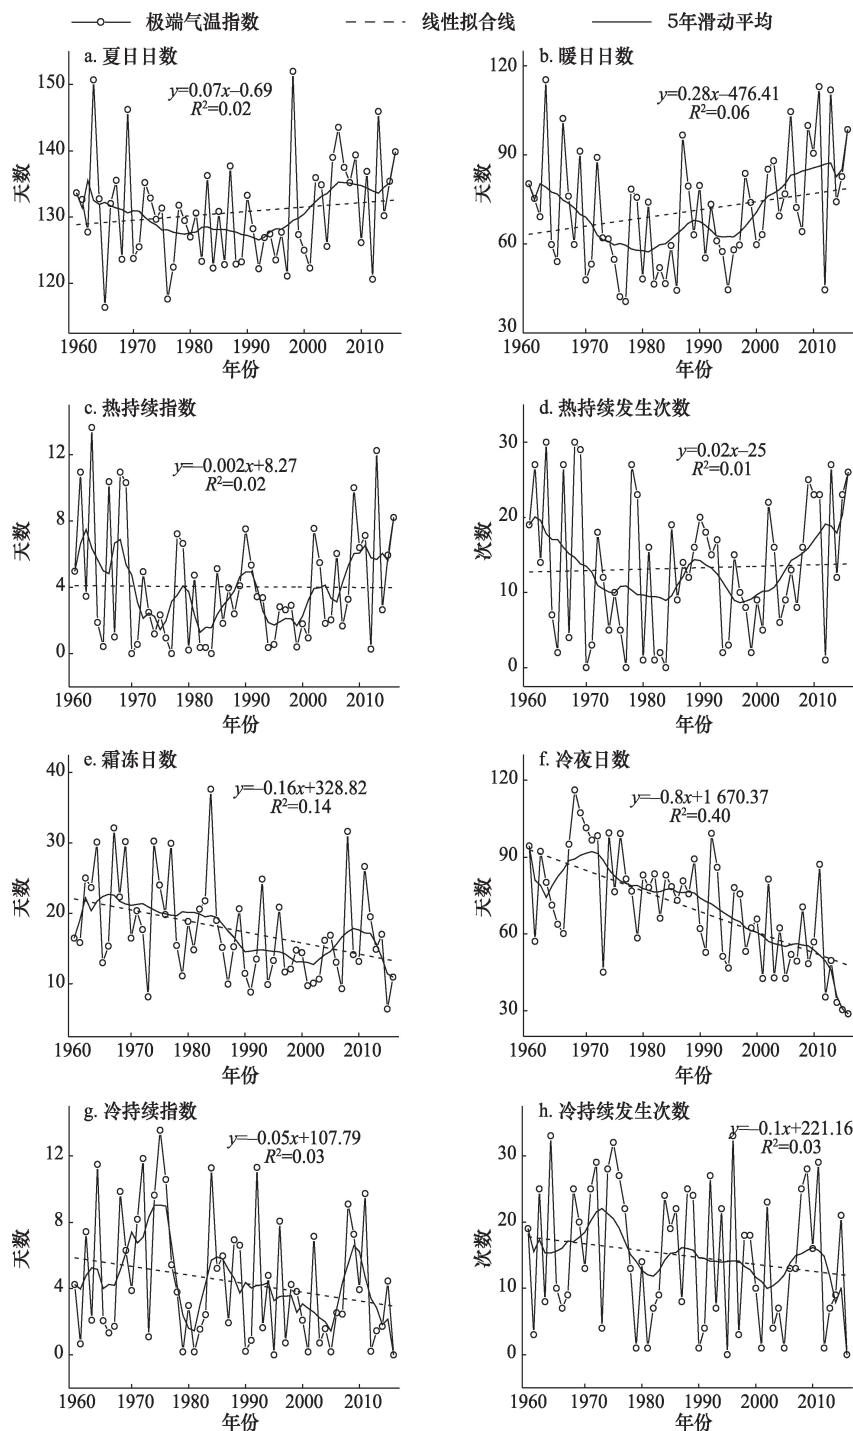 极端气温指数 线性拟合线 5年滑动平均
a. 夏日日数
y=0.07x–0.69
R²=0.02
150
140
130
120
天数
1960 1970 1980 1990 2000 2010
年份
b. 暖日日数
y=0.28x–476.41
R²=0.06
120
90
60
30
天数
1960 1970 1980 1990 2000 2010
年份
c. 热持续指数
y=–0.002x+8.27
R²=0.02
12
8
4
0
天数
1960 1970 1980 1990 2000 2010
年份
d. 热持续发生次数
y=0.02x–25
R²=0.01
30
20
10
0
次数
1960 1970 1980 1990 2000 2010
年份
e. 霜冻日数
y=–0.16x+328.82
R²=0.14
40
30
20
10
天数
1960 1970 1980 1990 2000 2010
年份
f. 冷夜日数
y=–0.8x+1 670.37
R²=0.40
120
90
60
30
天数
1960 1970 1980 1990 2000 2010
年份
g. 冷持续指数
y=–0.05x+107.79
R²=0.03
12
8
4
0
天数
1960 1970 1980 1990 2000 2010
年份
h. 冷持续发生次数
y=–0.1x+221.16
R²=0.03
30
20
10
0
次数
1960 1970 1980 1990 2000 2010
年份